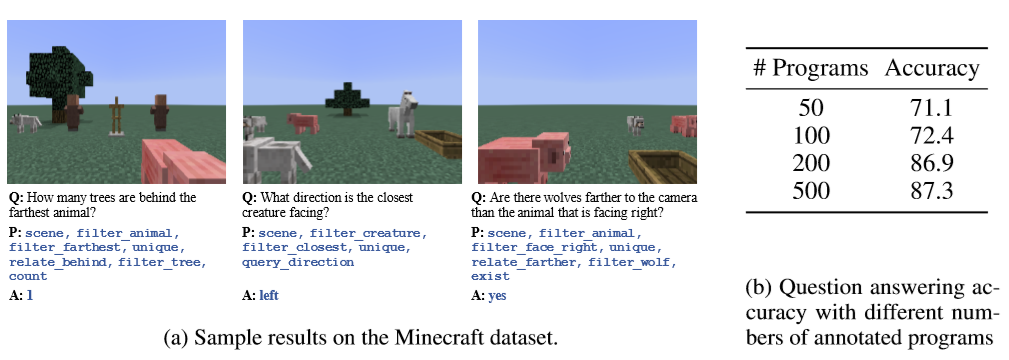 Q: How many trees are behind the
farthest animal?
P: scene, filter_animal,
filter_farthest, unique,
relate_behind, filter_tree,
count
A: 1
Q: What direction is the closest
creature facing?
P: scene, filter_creature,
filter_closest, unique,
query_direction
A: left
Q: Are there wolves farther to the camera
than the animal that is facing right?
P: scene, filter_animal,
filter_face_right, unique,
relate_farther, filter_wolf,
exist
A: yes
(a) Sample results on the Minecraft dataset.
# Programs Accuracy
50 71.1
100 72.4
200 86.9
500 87.3
(b) Question answering ac-
curacy with different num-
bers of annotated programs